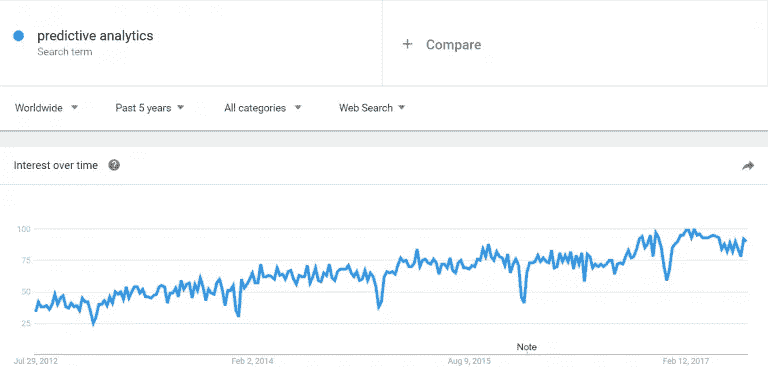 predictive analytics
Search term
+ Compare
Worldwide Past 5 years All categories Web Search
Interest over time ?
100
75
50
25
Note
Jul 29, 2012 Feb 2, 2014 Aug 9, 2015 Feb 12, 2017